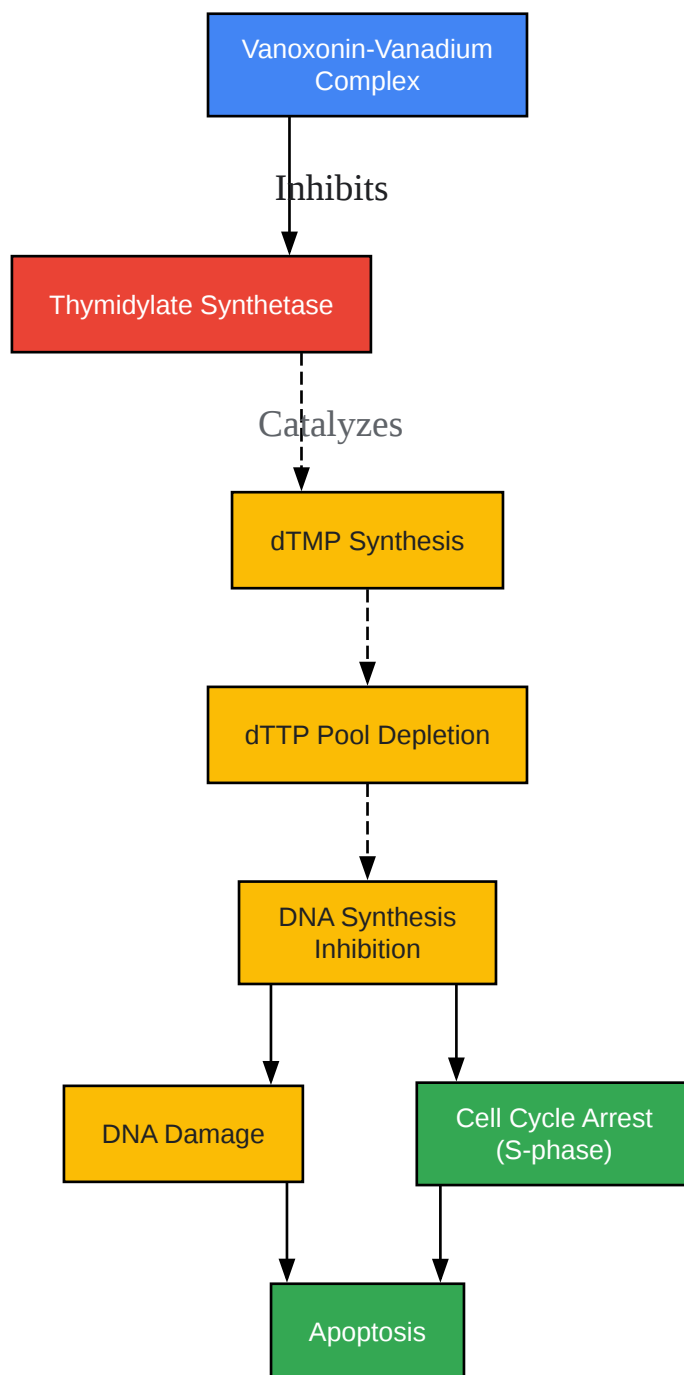 Vanoxonin-Vanadium
Complex
Inhibits
Thymidylate Synthetase
Catalyzes
dTMP Synthesis
dTTP Pool Depletion
DNA Synthesis
Inhibition
DNA Damage
Cell Cycle Arrest
(S-phase)
Apoptosis